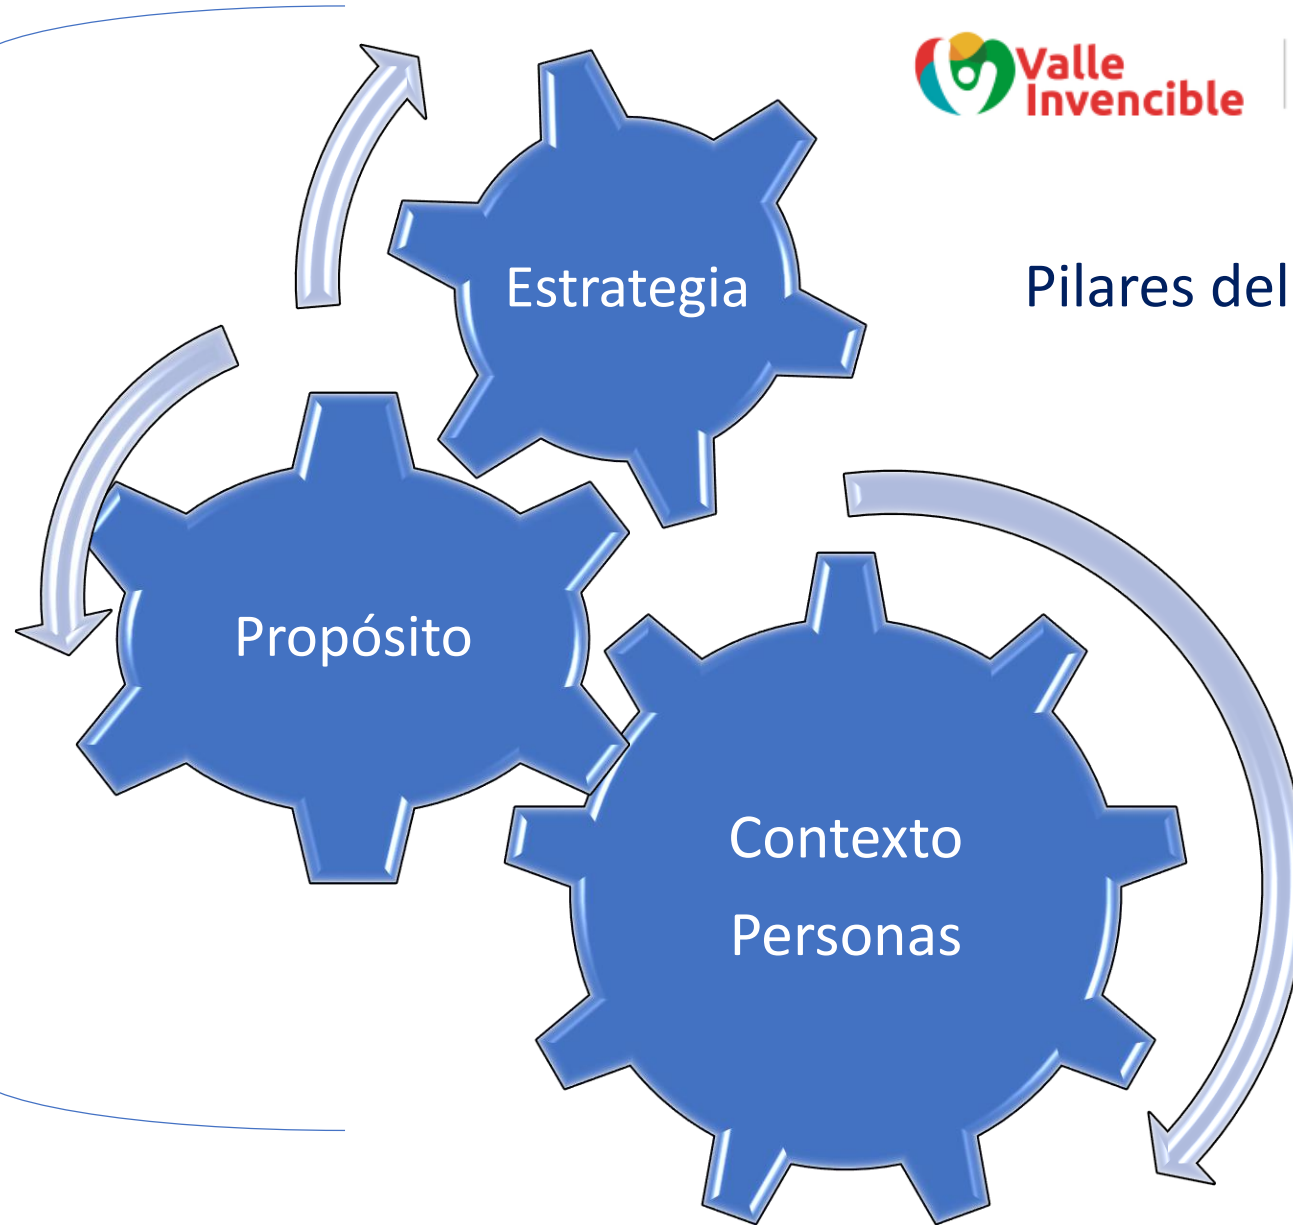 Valle
Invencible
Pilares del
Estrategia
Propósito
Contexto
Personas